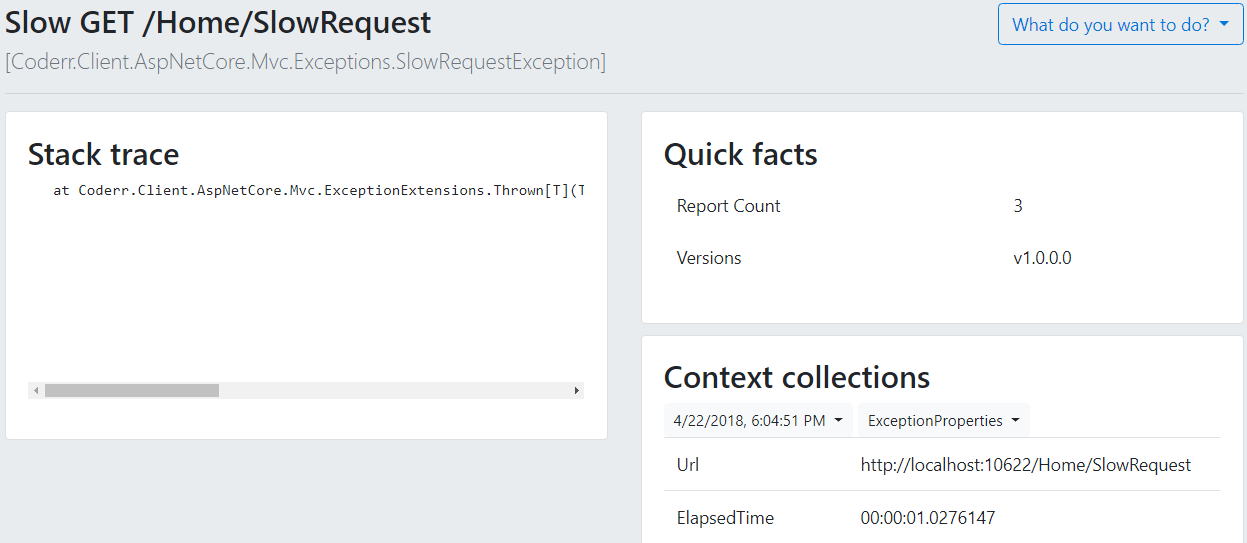 Slow GET /Home/SlowRequest
What do you want to do?
[Coderr.Client.AspNetCore.Mvc.Exceptions.SlowRequestException]
Stack trace
at Coderr.Client.AspNetCore.Mvc.ExceptionExtensions.Thrown[T](T
Quick facts
Report Count 3
Versions v1.0.0.0
Context collections
4/22/2018, 6:04:51 PM ExceptionProperties
Url http://localhost:10622/Home/SlowRequest
ElapsedTime 00:00:01.0276147